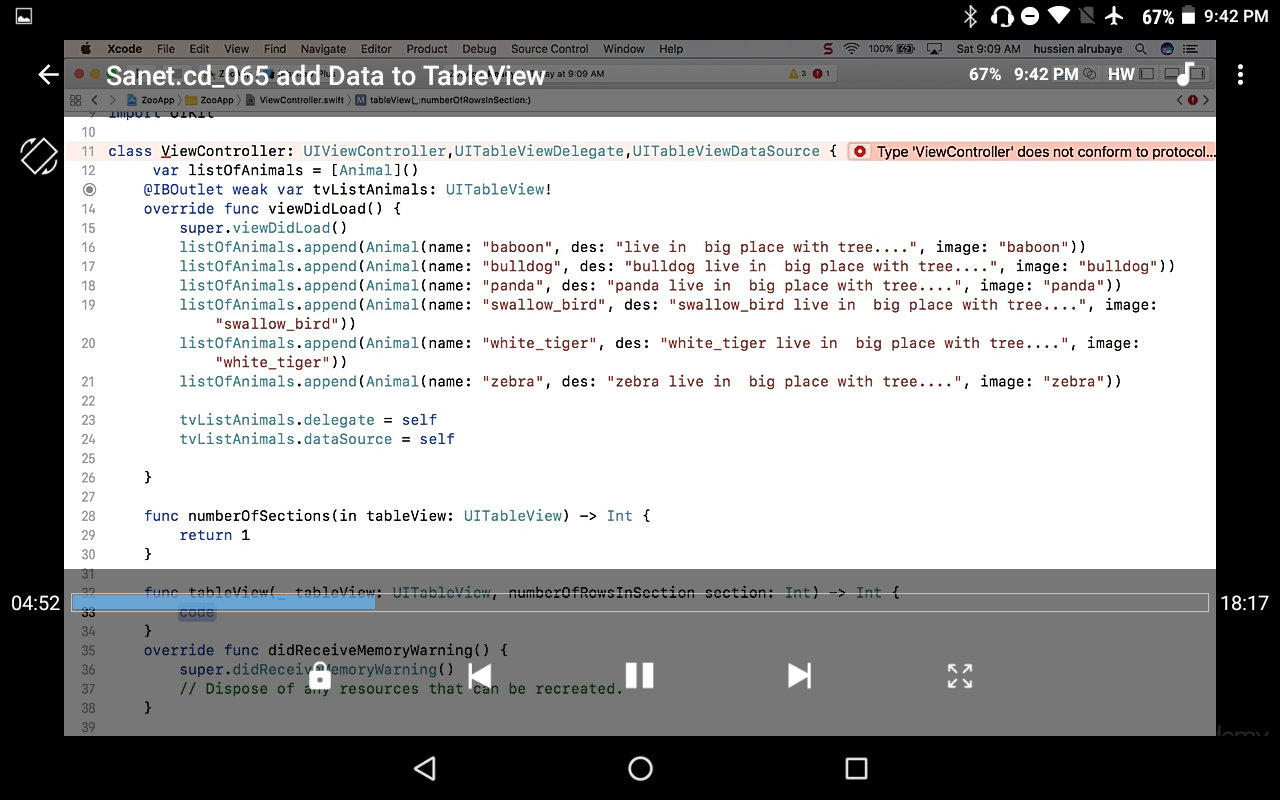 67% 9:42 PM
Xcode File Edit View Find Navigate Editor Product Debug Source Control Window Help
100% Sat 9:09 AM hussien alrubaye
Sanet.cd_065 add Data to TableView
at 9:09 AM
3 1
67% 9:42 PM HW
ZooApp ZooApp ViewController.swift M tableView(_:numberOfRowsInSection:)
9 import UIKit
10
11 class ViewController: UIViewController,UITableViewDelegate,UITableViewDataSource { Type 'ViewController' does not conform to protocol...
12 var listOfAnimals = [Animal]()
@IBOutlet weak var tvListAnimals: UITableView!
14 override func viewDidLoad() {
15 super.viewDidLoad()
16 listOfAnimals.append(Animal(name: "baboon", des: "live in  big place with tree....", image: "baboon"))
17 listOfAnimals.append(Animal(name: "bulldog", des: "bulldog live in  big place with tree....", image: "bulldog"))
18 listOfAnimals.append(Animal(name: "panda", des: "panda live in  big place with tree....", image: "panda"))
19 listOfAnimals.append(Animal(name: "swallow_bird", des: "swallow_bird live in  big place with tree....", image:
"swallow_bird"))
20 listOfAnimals.append(Animal(name: "white_tiger", des: "white_tiger live in  big place with tree....", image:
"white_tiger"))
21 listOfAnimals.append(Animal(name: "zebra", des: "zebra live in  big place with tree....", image: "zebra"))
22
23 tvListAnimals.delegate = self
24 tvListAnimals.dataSource = self
25
26 }
27
28 func numberOfSections(in tableView: UITableView) -> Int {
29 return 1
30 }
31
32 func tableView(_ tableView: UITableView, numberOfRowsInSection section: Int) -> Int {
04:52 18:17
33 code
34 }
35 override func didReceiveMemoryWarning() {
36 super.didReceiveMemoryWarning()
37 // Dispose of any resources that can be recreated.
38 }
39